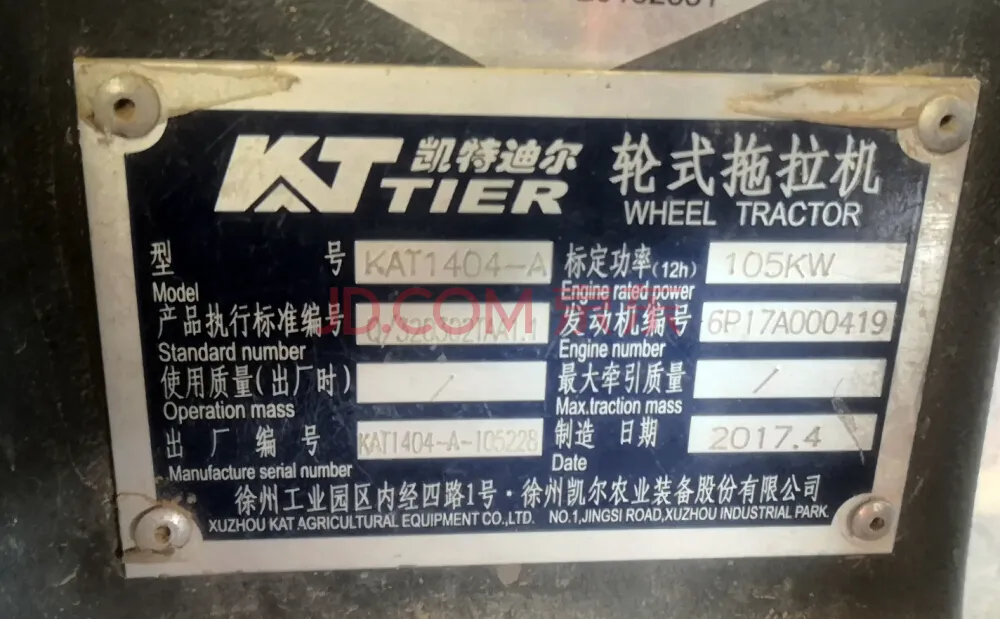 KT 凯特迪尔 轮式拖拉机
TIER WHEEL TRACTOR
型 号 KAT1404-A 标定功率(12h) 105KW
Model Engine rated power
JD.COM
产品执行标准编号 发动机编号 6P17A000419
Standard number Engine number
使用质量(出厂时) / 最大牵引质量 /
Operation mass Max.traction mass
出厂编号 KAT1404-A-105228 制造日期 2017.4
Manufacture serial number Date
徐州工业园区内经四路1号·徐州凯尔农业装备股份有限公司
XUZHOU KAT AGRICULTURAL EQUIPMENT CO.,LTD. NO.1,JINGSI ROAD,XUZHOU INDUSTRIAL PARK.